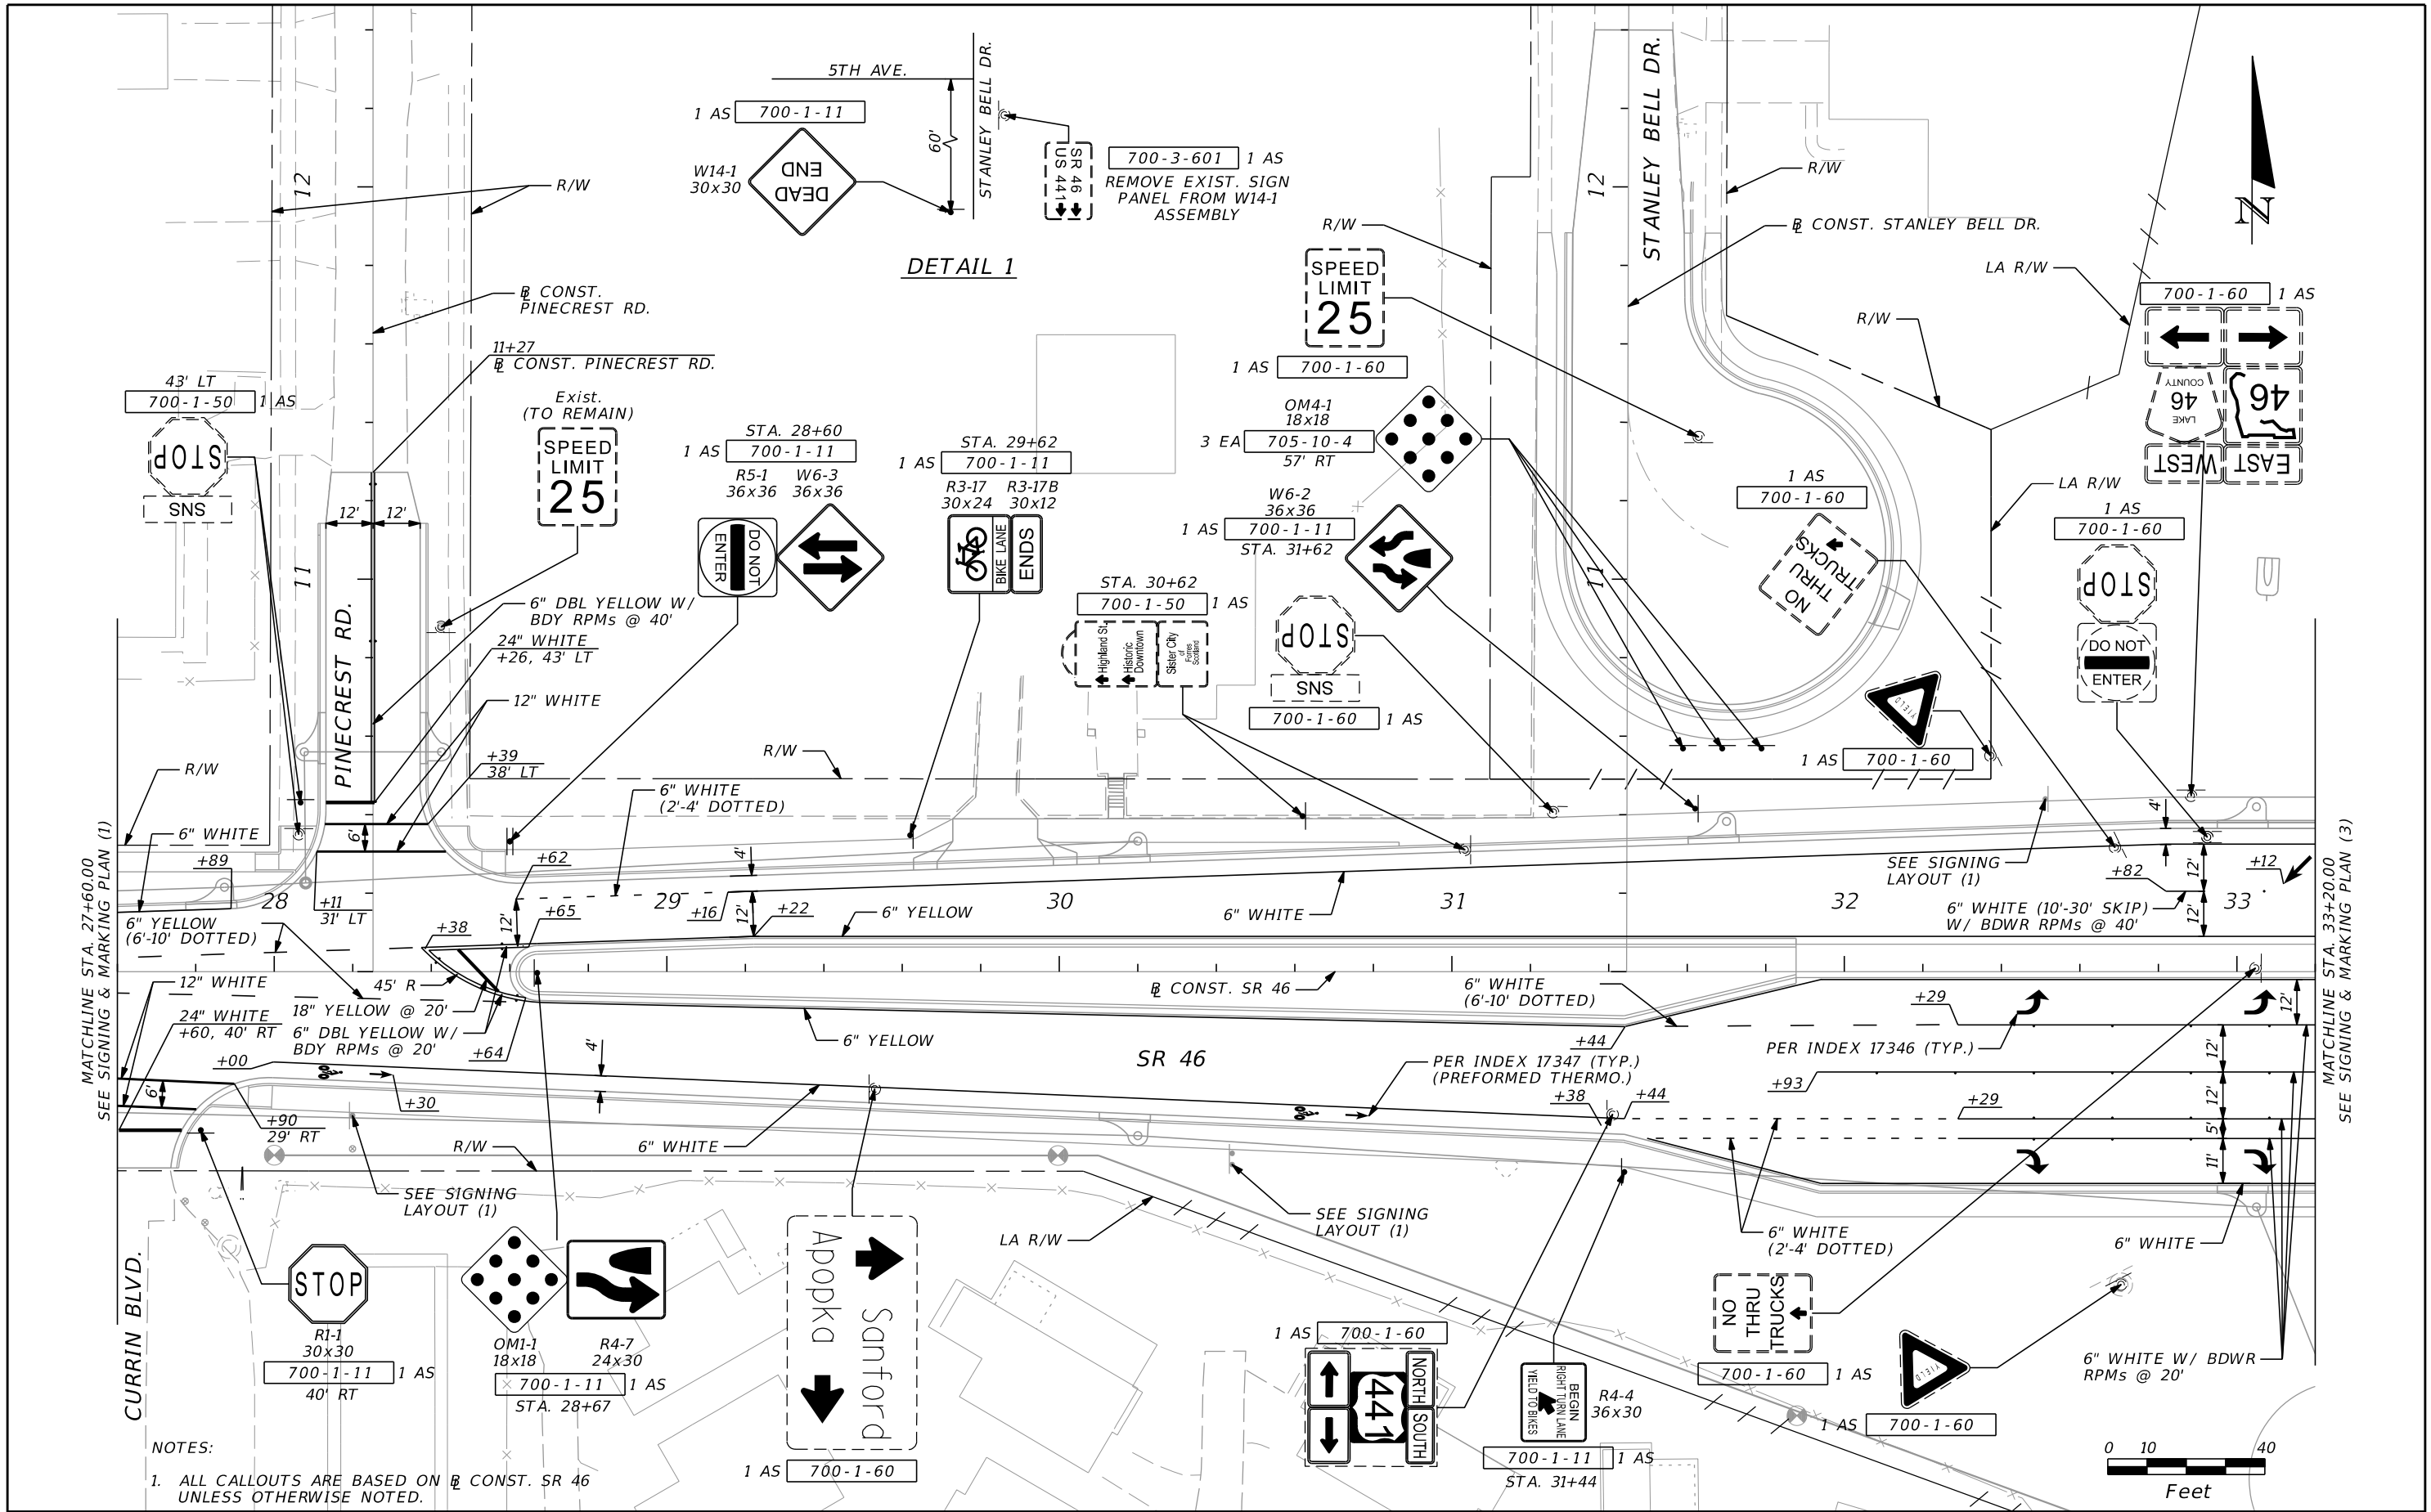 5TH AVE.
STANLEY BELL DR.
60'
1 AS 700-1-11
W14-1
30x30
DEAD
END
SR 46
US 441
700-3-601 1 AS
REMOVE EXIST. SIGN
PANEL FROM W14-1
ASSEMBLY
DETAIL 1
12
R/W
℄ CONST.
PINECREST RD.
11+27
℄ CONST. PINECREST RD.
43' LT
700-1-50 1 AS
STOP
SNS
Exist.
(TO REMAIN)
SPEED
LIMIT
25
12' 12'
11
PINECREST RD.
6" DBL YELLOW W/
BDY RPMs @ 40'
24" WHITE
+26, 43' LT
12" WHITE
+39
38' LT
STA. 28+60
1 AS 700-1-11
R5-1 W6-3
36x36 36x36
DO NOT
ENTER
STA. 29+62
1 AS 700-1-11
R3-17 R3-17B
30x24 30x12
BIKE LANE
ENDS
STA. 30+62
700-1-50 1 AS
Highland St.
Historic
Downtown
Sister City
of
Forres
Scotland
R/W
SPEED
LIMIT
25
1 AS 700-1-60
OM4-1
18x18
3 EA 705-10-4
57' RT
W6-2
36x36
1 AS 700-1-11
STA. 31+62
STOP
SNS
700-1-60 1 AS
12
11
STANLEY BELL DR.
R/W
℄ CONST. STANLEY BELL DR.
LA R/W
R/W
N
700-1-60 1 AS
LAKE
46
COUNTY
46
WEST
EAST
LA R/W
1 AS
700-1-60
NO
THRU
TRUCKS
1 AS
700-1-60
STOP
DO NOT
ENTER
YIELD
1 AS 700-1-60
R/W
R/W
6" WHITE
+89
6'
+11
31' LT
6" WHITE
(2'-4' DOTTED)
+62
4'
+16
12'
+22
6" YELLOW
6" WHITE
SEE SIGNING
LAYOUT (1)
4'
12'
+82
12'
+12
6" WHITE (10'-30' SKIP)
W/ BDWR RPMs @ 40'
28 29 30 31 32 33
MATCHLINE STA. 27+60.00
SEE SIGNING & MARKING PLAN (1)
MATCHLINE STA. 33+20.00
SEE SIGNING & MARKING PLAN (3)
6" YELLOW
(6'-10' DOTTED)
+38
+65
12'
45' R
12" WHITE
24" WHITE
+60, 40' RT
18" YELLOW @ 20'
6" DBL YELLOW W/
BDY RPMs @ 20'
+64
+00
6'
+90
29' RT
+30
4'
6" YELLOW
℄ CONST. SR 46
SR 46
6" WHITE
(6'-10' DOTTED)
+44
+29
12'
PER INDEX 17346 (TYP.)
PER INDEX 17347 (TYP.)
(PREFORMED THERMO.)
+93
12'
12'
+38
+44
+29
5'
11'
R/W
6" WHITE
SEE SIGNING
LAYOUT (1)
LA R/W
SEE SIGNING
LAYOUT (1)
6" WHITE
(2'-4' DOTTED)
6" WHITE
CURRIN BLVD.
STOP
R1-1
30x30
700-1-11 1 AS
40' RT
OM1-1 R4-7
18x18 24x30
700-1-11 1 AS
STA. 28+67
Apopka
Sanford
1 AS 700-1-60
1 AS 700-1-60
NORTH
SOUTH
441
BEGIN
RIGHT TURN LANE
YIELD TO BIKES
R4-4
36x30
700-1-11 1 AS
STA. 31+44
NO
THRU
TRUCKS
700-1-60 1 AS
YIELD
1 AS 700-1-60
6" WHITE W/ BDWR
RPMs @ 20'
0 10 40
Feet
NOTES:
1. ALL CALLOUTS ARE BASED ON ℄ CONST. SR 46
UNLESS OTHERWISE NOTED.